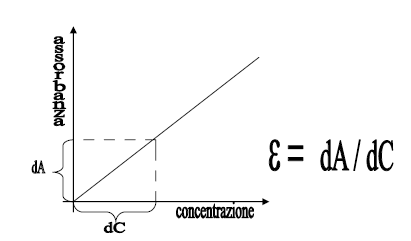 assorbanza
dA
ε = dA / dC
concentrazione
dC